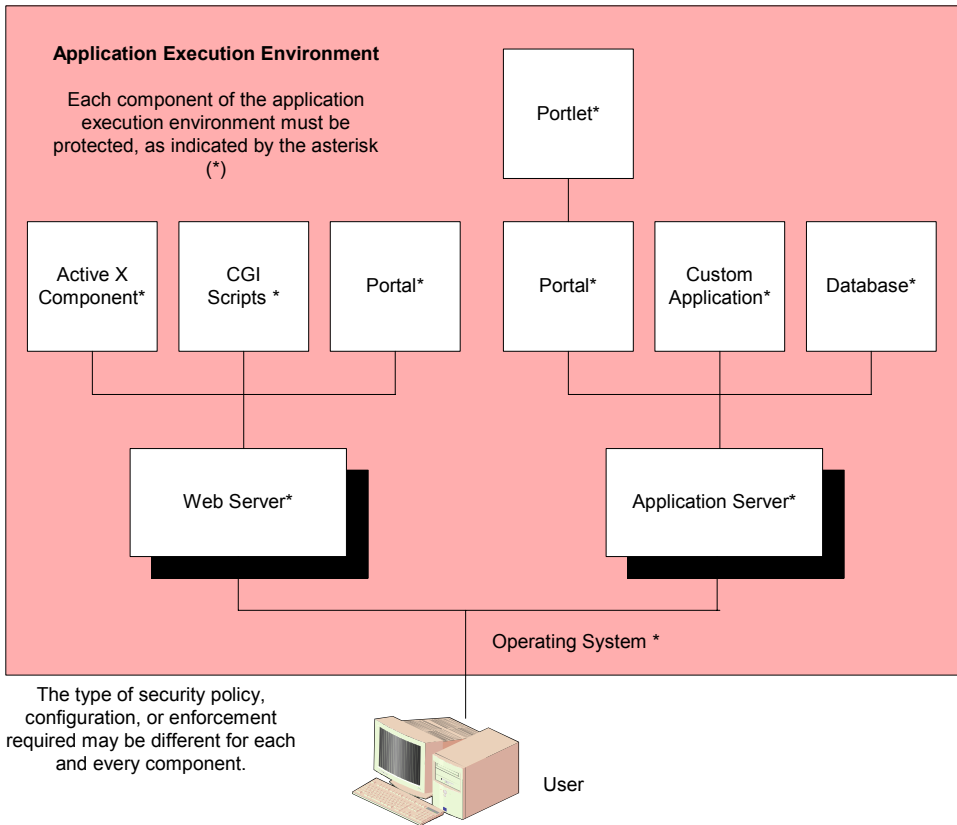 Application Execution Environment
Each component of the application
execution environment must be
protected, as indicated by the asterisk
(*)
Portlet*
Active X
Component*
CGI
Scripts *
Portal*
Portal*
Custom
Application*
Database*
Web Server*
Application Server*
Operating System *
The type of security policy,
configuration, or enforcement
required may be different for each
and every component.
User